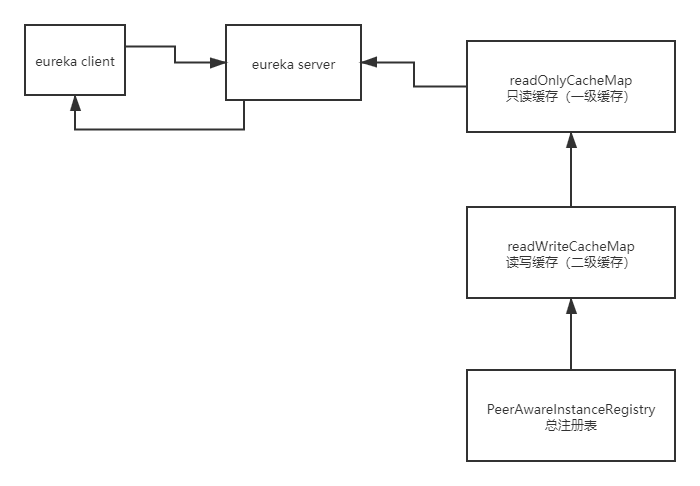 eureka client
eureka server
readOnlyCacheMap
只读缓存（一级缓存）
readWriteCacheMap
读写缓存（二级缓存）
PeerAwareInstanceRegistry
总注册表